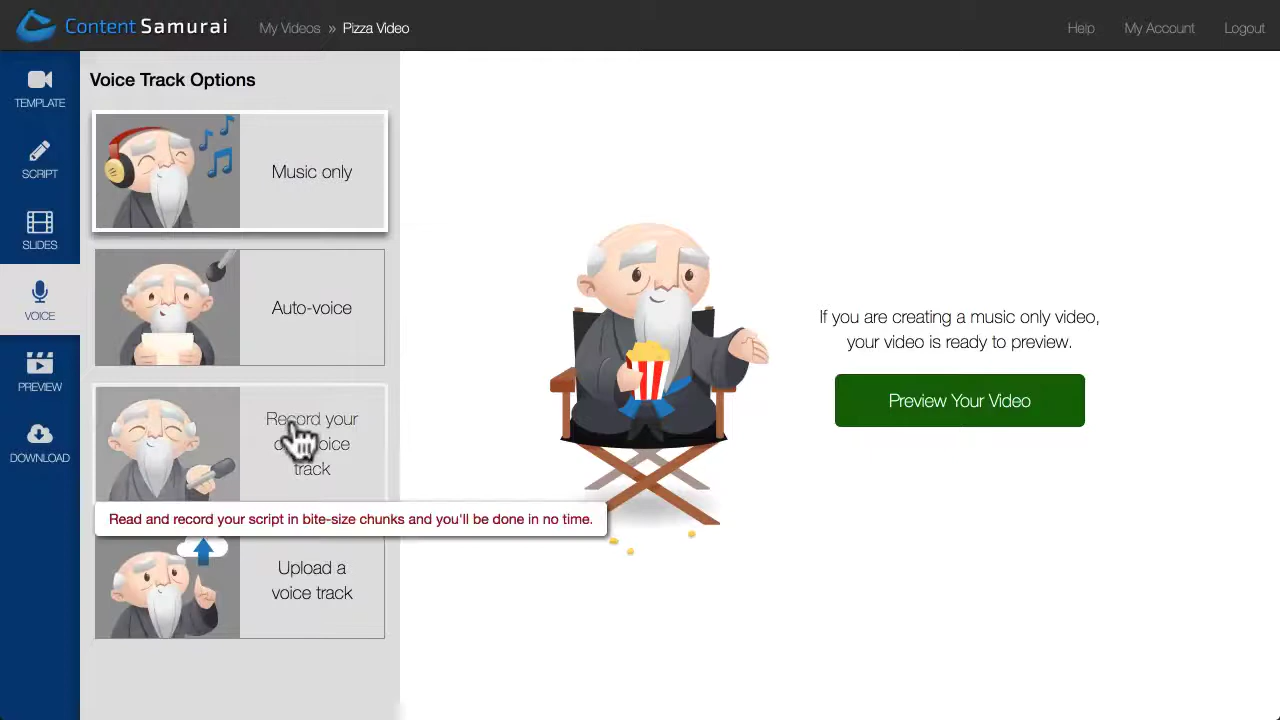 Content Samurai
My Videos » Pizza Video
Help
My Account
Logout
TEMPLATE
SCRIPT
SLIDES
VOICE
PREVIEW
DOWNLOAD
Voice Track Options
Music only
Auto-voice
Record your
voice
track
Read and record your script in bite-size chunks and you'll be done in no time.
Upload a
voice track
If you are creating a music only video,
your video is ready to preview.
Preview Your Video